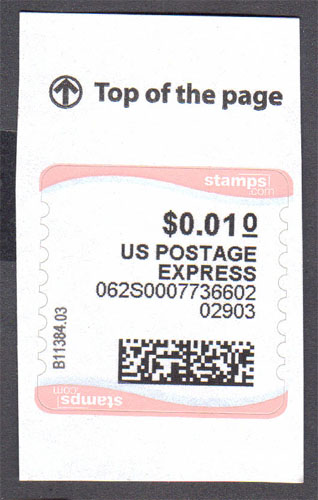 Top of the page
stamps
.com
$0.010
US POSTAGE
EXPRESS
062S0007736602
02903
B11384.03
stamps
.com